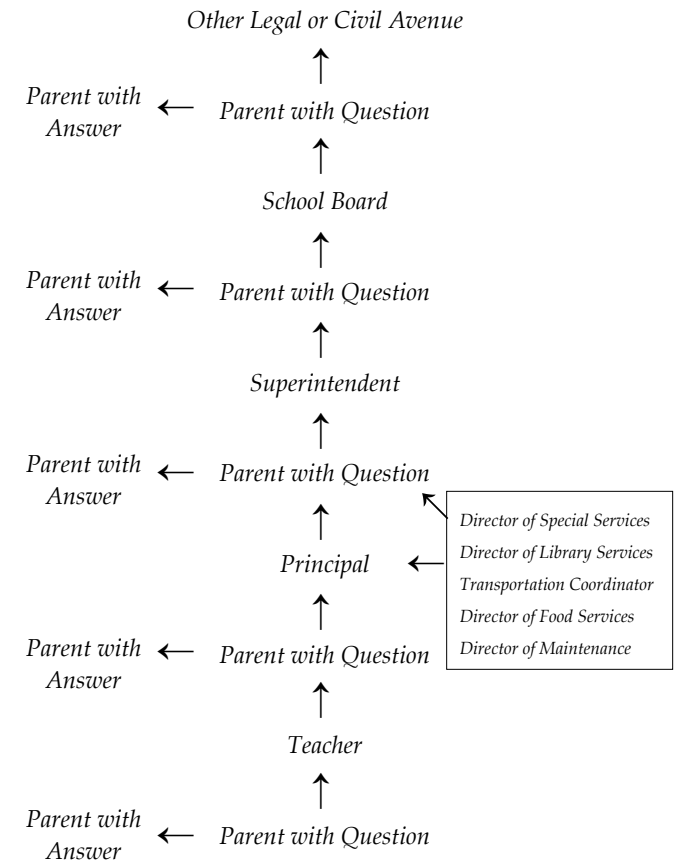 Other Legal or Civil Avenue
Parent with
Answer
Parent with Question
School Board
Parent with
Answer
Parent with Question
Superintendent
Parent with
Answer
Parent with Question
Director of Special Services
Director of Library Services
Transportation Coordinator
Director of Food Services
Director of Maintenance
Principal
Parent with
Answer
Parent with Question
Teacher
Parent with
Answer
Parent with Question